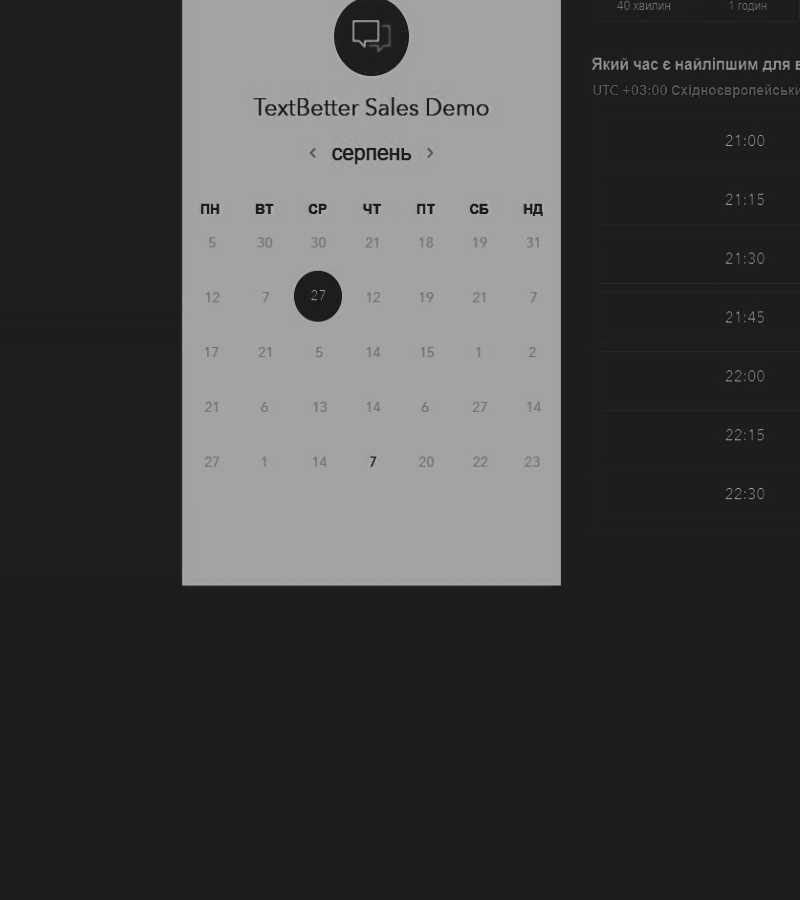 TextBetter Sales Demo
‹ серпень ›
ПН ВТ СР ЧТ ПТ СБ НД
5 30 30 21 18 19 31
12 7 27 12 19 21 7
17 21 5 14 15 1 2
21 6 13 14 6 27 14
27 1 14 7 20 22 23
40 хвилин 1 годин
Який час є найліпшим для в
UTC +03:00 Східноєвропейськи
21:00
21:15
21:30
21:45
22:00
22:15
22:30